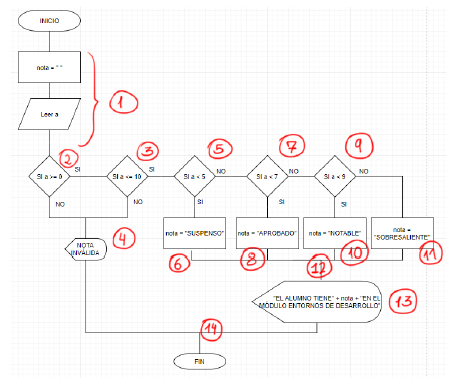 INICIO
nota = " "
Leer a
1
2
3
5
7
9
SI a >= 0
SI
SI a <= 10
SI
SI a < 5
NO
SI a < 7
NO
SI a < 9
NO
NO
NO
SI
SI
SI
NOTA
INVÁLIDA
4
nota = "SUSPENSO"
nota = "APROBADO"
nota = "NOTABLE"
nota =
"SOBRESALIENTE"
6
8
12
10
11
"EL ALUMNO TIENE" + nota + "EN EL
MÓDULO ENTORNOS DE DESARROLLO"
13
14
FIN